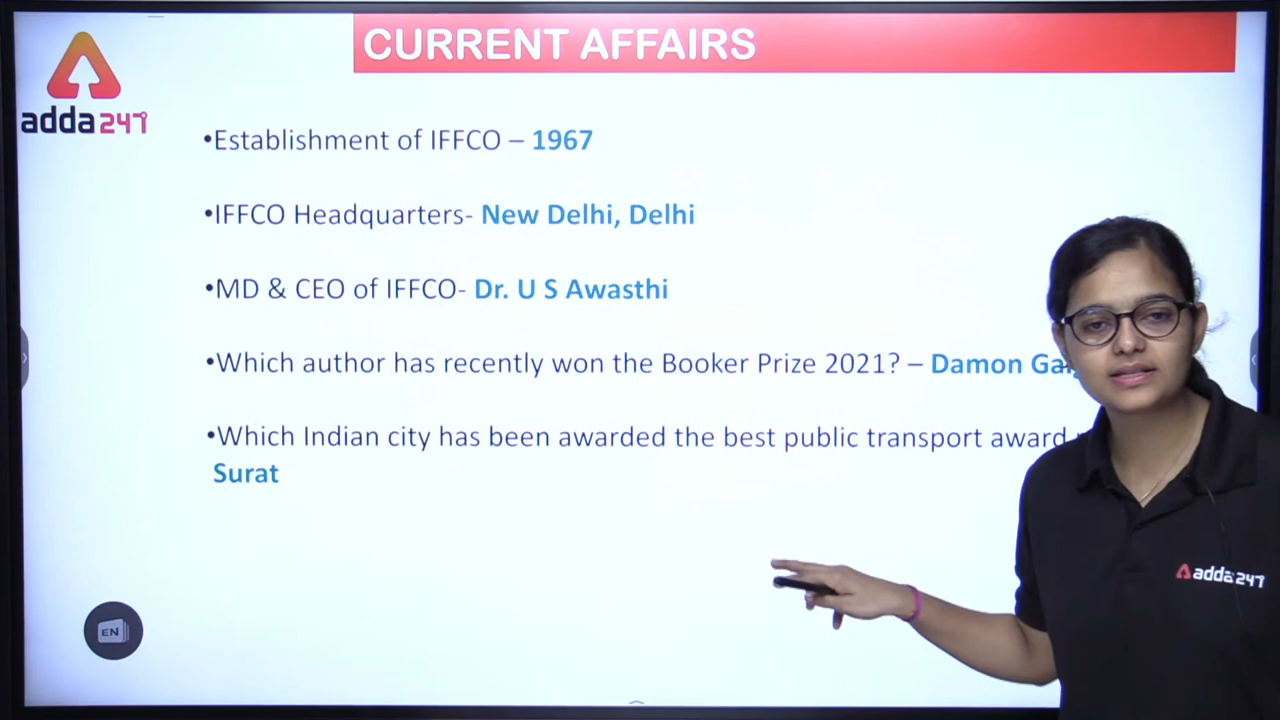 CURRENT AFFAIRS
adda247
•Establishment of IFFCO – 1967
•IFFCO Headquarters- New Delhi, Delhi
•MD & CEO of IFFCO- Dr. U S Awasthi
•Which author has recently won the Booker Prize 2021? – Damon
•Which Indian city has been awarded the best public transport award
Surat
adda247
EN